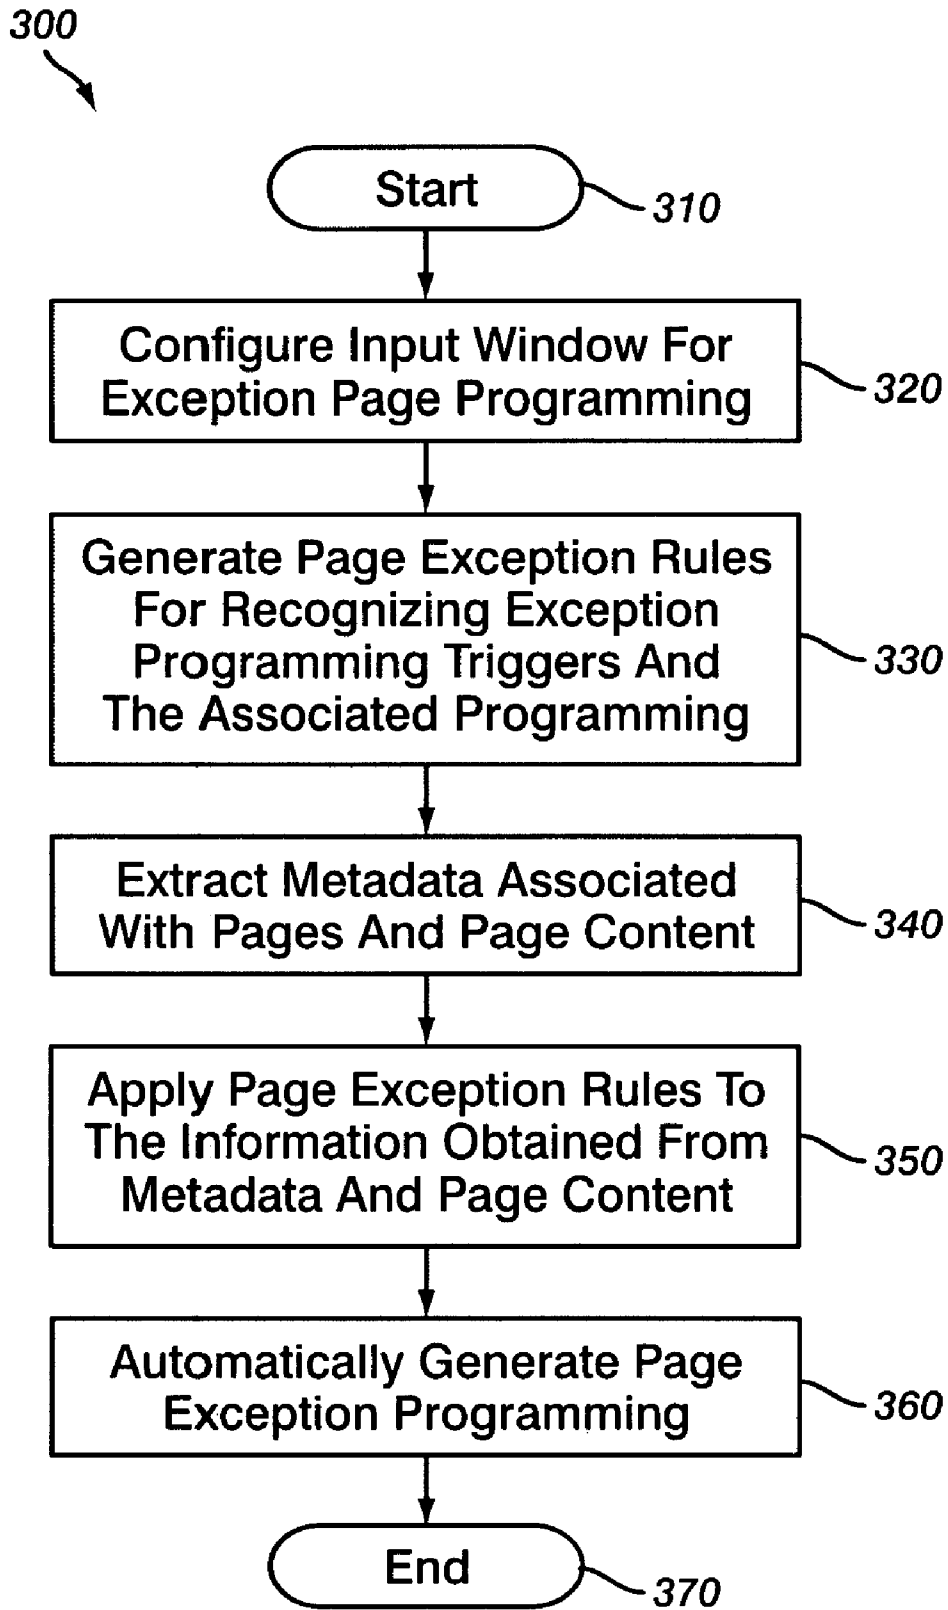 300
Start
310
Configure Input Window For
Exception Page Programming
320
Generate Page Exception Rules
For Recognizing Exception
Programming Triggers And
The Associated Programming
330
Extract Metadata Associated
With Pages And Page Content
340
Apply Page Exception Rules To
The Information Obtained From
Metadata And Page Content
350
Automatically Generate Page
Exception Programming
360
End
370